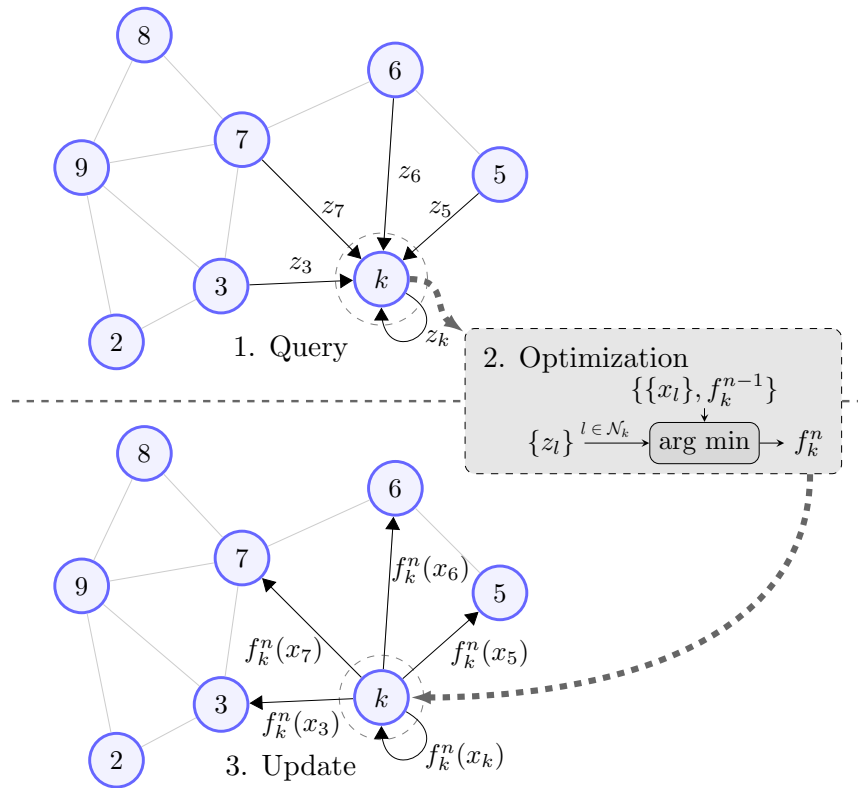 8
6
7
9
5
z_6
z_7
z_5
z_3
3
k
2
z_k
1. Query
2. Optimization
{{x_l}, f_k^{n-1}}
{z_l} l ∈ 𝒩_k arg min f_k^n
8
6
7
9
5
f_k^n(x_6)
f_k^n(x_7)
f_k^n(x_5)
3
k
f_k^n(x_3)
2
f_k^n(x_k)
3. Update